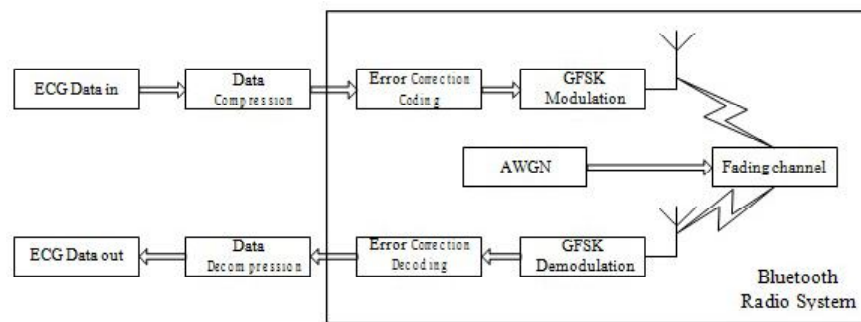 ECG Data in
Data
Compression
Error Correction
Coding
GFSK
Modulation
AWGN
Fading channel
ECG Data out
Data
Decompression
Error Correction
Decoding
GFSK
Demodulation
Bluetooth
Radio System